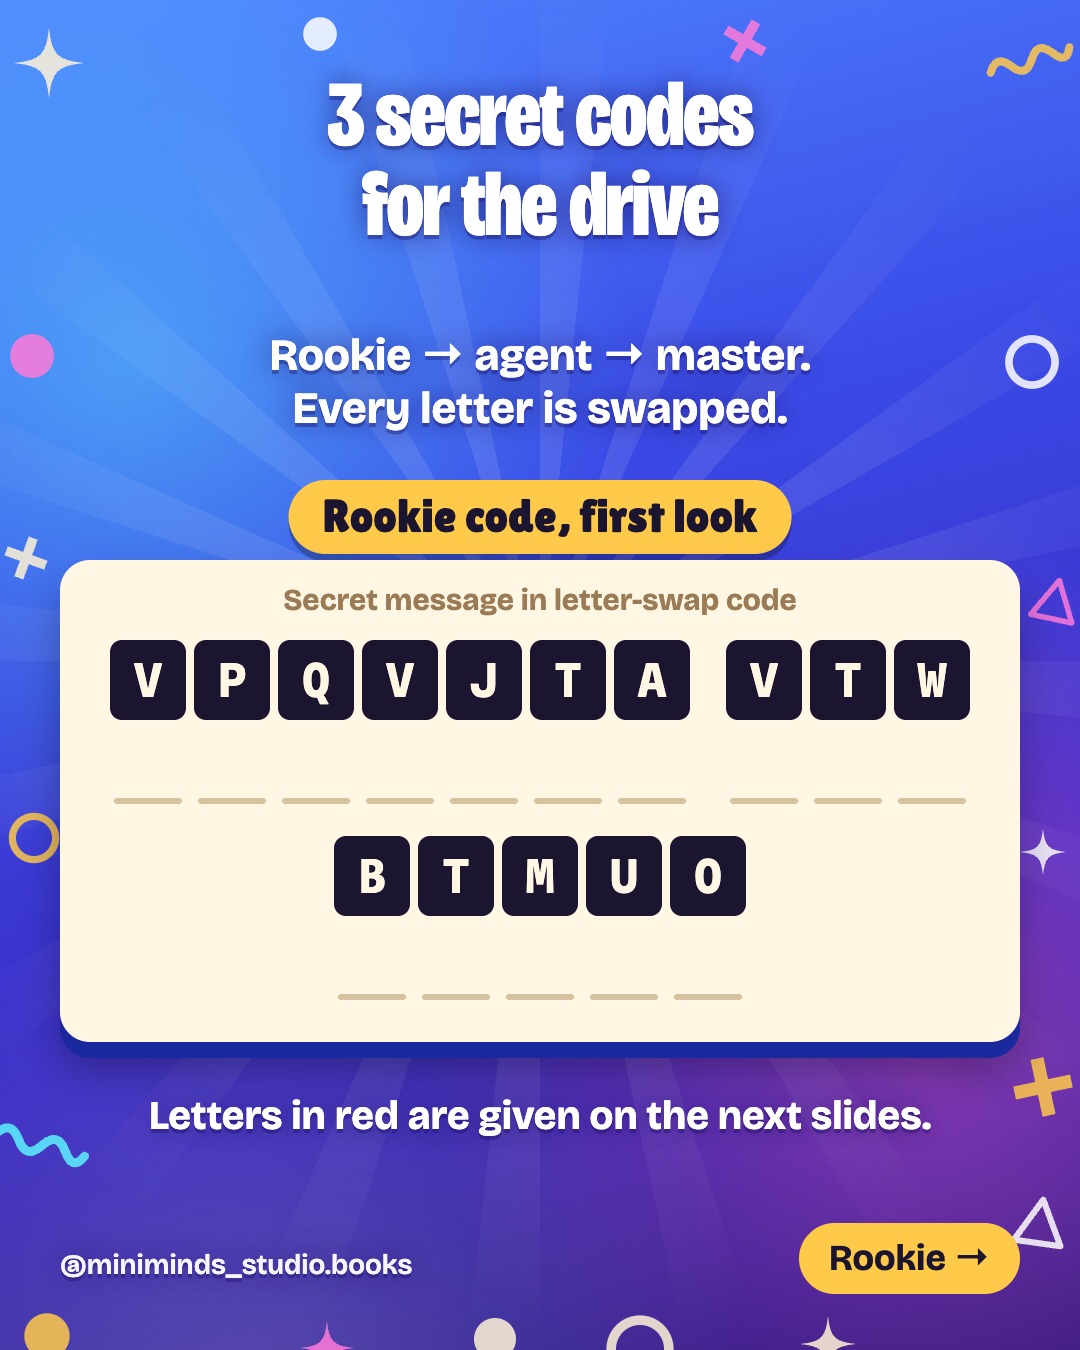 3 secret codes
for the drive
Rookie → agent → master.
Every letter is swapped.
Rookie code, first look
Secret message in letter-swap code
V P Q V J T A V T W
B T M U O
Letters in red are given on the next slides.
@miniminds_studio.books
Rookie →